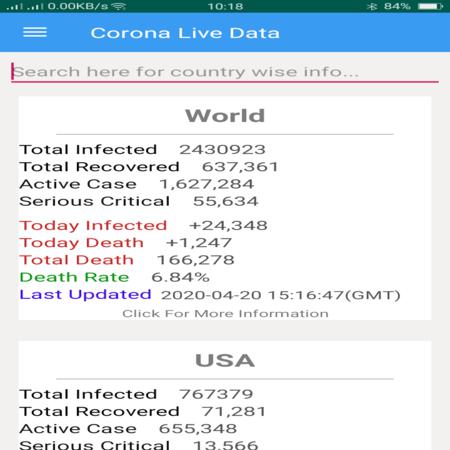 0.00KB/s 10:18 84%
Corona Live Data
Search here for country wise info...
World
Total Infected 2430923
Total Recovered 637,361
Active Case 1,627,284
Serious Critical 55,634
Today Infected +24,348
Today Death +1,247
Total Death 166,278
Death Rate 6.84%
Last Updated 2020-04-20 15:16:47(GMT)
Click For More Information
USA
Total Infected 767379
Total Recovered 71,281
Active Case 655,348
Serious Critical 13,566